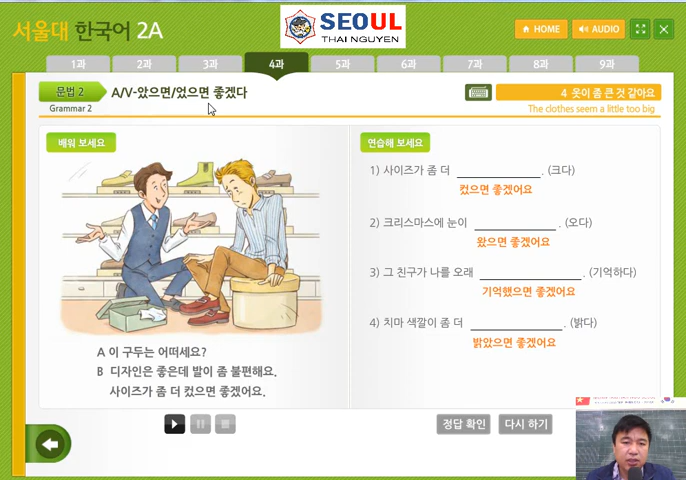 서울대 한국어 2A
SEOUL
THAI NGUYEN
HOME
AUDIO
1과 2과 3과 4과 5과 6과 7과 8과 9과
문법 2
A/V-았으면/었으면 좋겠다
Grammar 2
4 옷이 좀 큰 것 같아요
The clothes seem a little too big
배워 보세요
A 이 구두는 어떠세요?
B 디자인은 좋은데 발이 좀 불편해요.
사이즈가 좀 더 컸으면 좋겠어요.
연습해 보세요
1) 사이즈가 좀 더 ______. (크다)
컸으면 좋겠어요
2) 크리스마스에 눈이 ______. (오다)
왔으면 좋겠어요
3) 그 친구가 나를 오래 ______. (기억하다)
기억했으면 좋겠어요
4) 치마 색깔이 좀 더 ______. (밝다)
밝았으면 좋겠어요
정답 확인
다시 하기